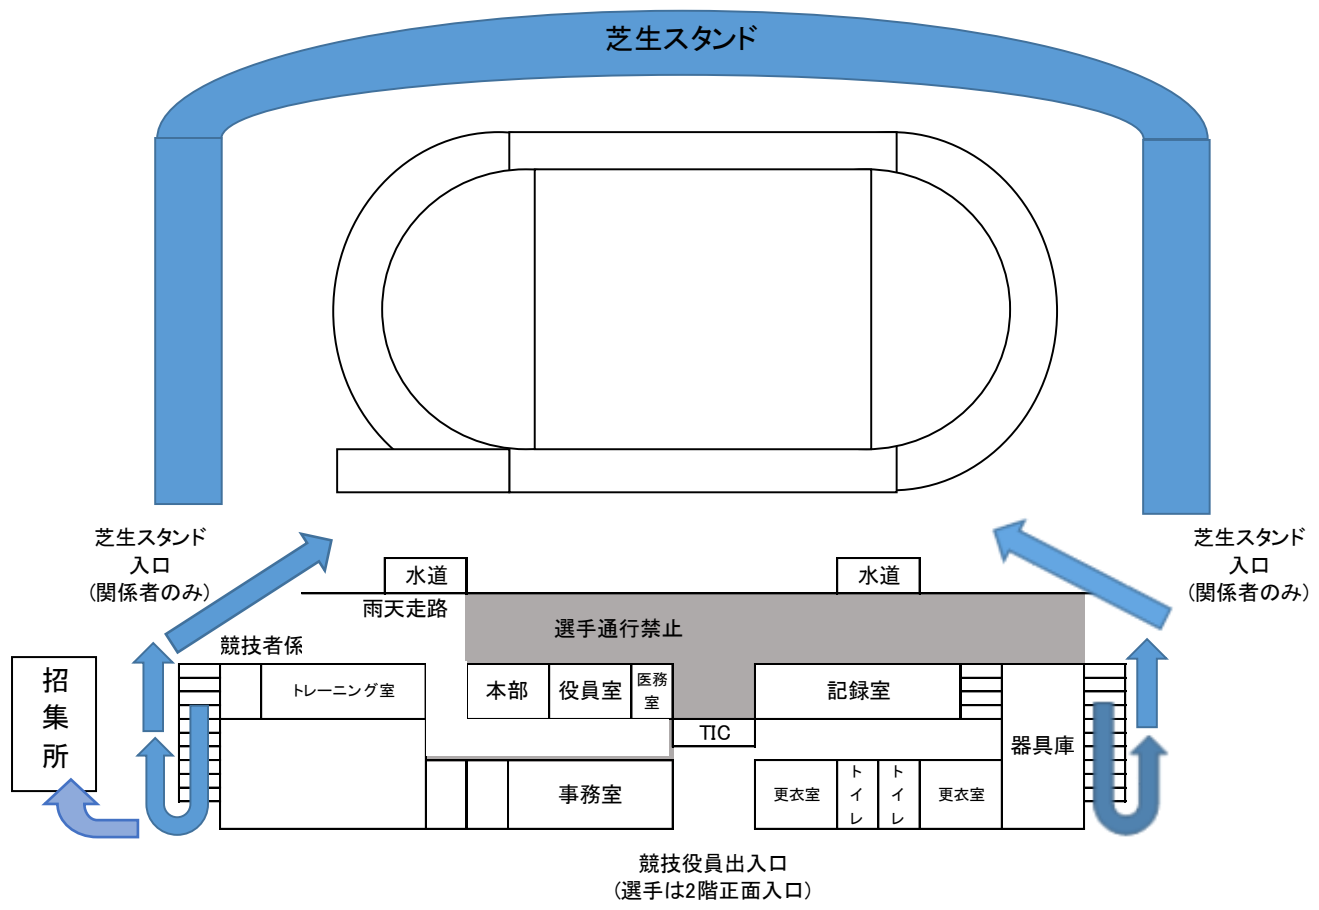 芝生スタンド
芝生スタンド
入口
(関係者のみ)
芝生スタンド
入口
(関係者のみ)
水道
水道
雨天走路
選手通行禁止
競技者係
招集所
トレーニング室
本部
役員室
医務
室
記録室
TIC
器具庫
事務室
更衣室
トイレ
トイレ
更衣室
競技役員出入口
(選手は2階正面入口)